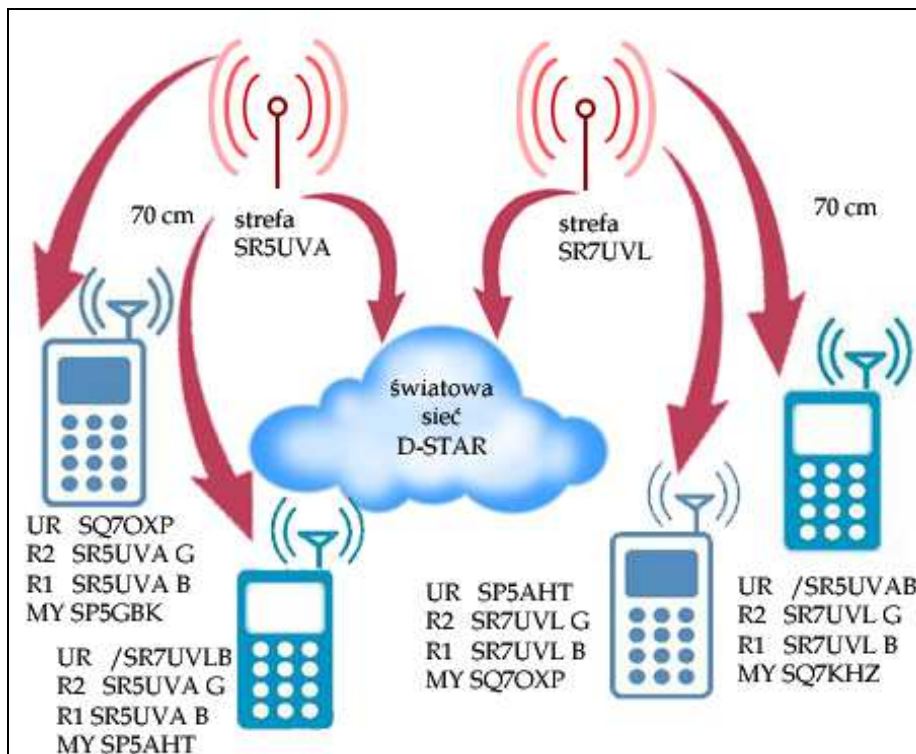 70 cm
strefa
SR5UVA
strefa
SR7UVL
70 cm
światowa
sieć
D-STAR
UR SQ7OXP
R2 SR5UVA G
R1 SR5UVA B
MY SP5GBK
UR /SR7UVLB
R2 SR5UVA G
R1 SR5UVA B
MY SP5AHT
UR SP5AHT
R2 SR7UVL G
R1 SR7UVL B
MY SQ7OXP
UR /SR5UVAB
R2 SR7UVL G
R1 SR7UVL B
MY SQ7KHZ